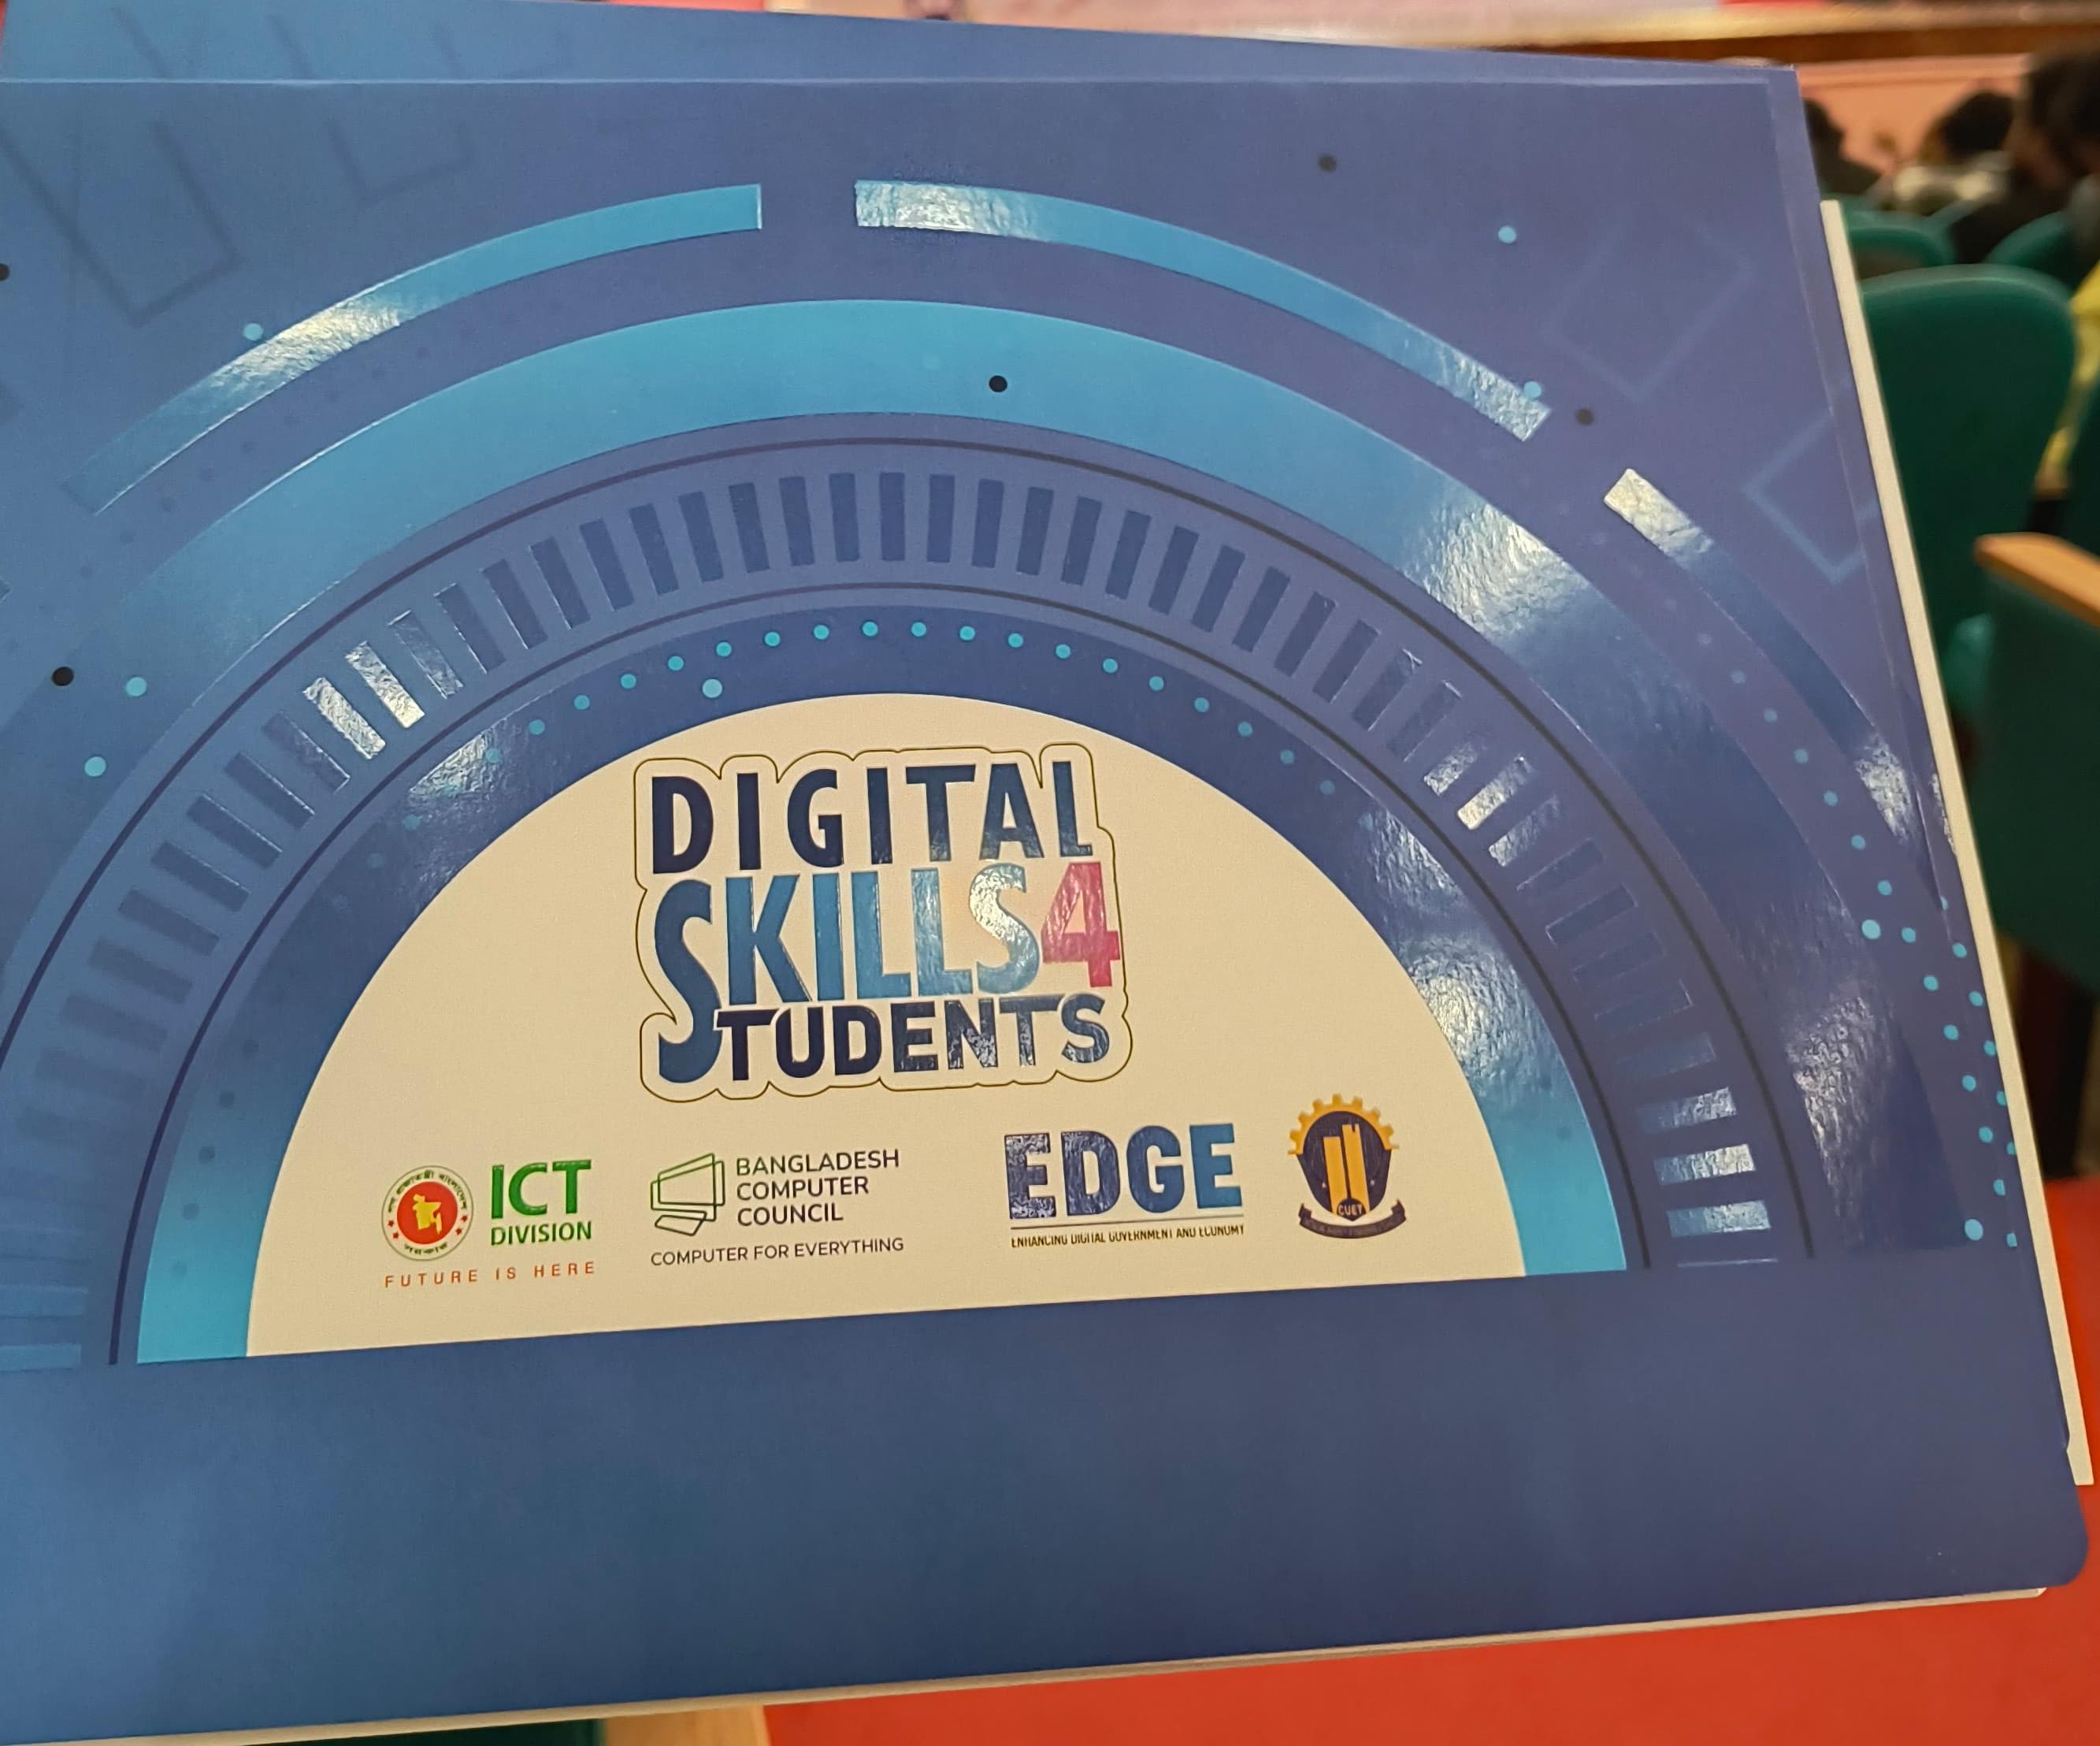 DIGITAL
SKILLS4
STUDENTS
ICT
DIVISION
FUTURE IS HERE
BANGLADESH
COMPUTER
COUNCIL
COMPUTER FOR EVERYTHING
EDGE
ENHANCING DIGITAL GOVERNMENT AND ECONOMY
CUET